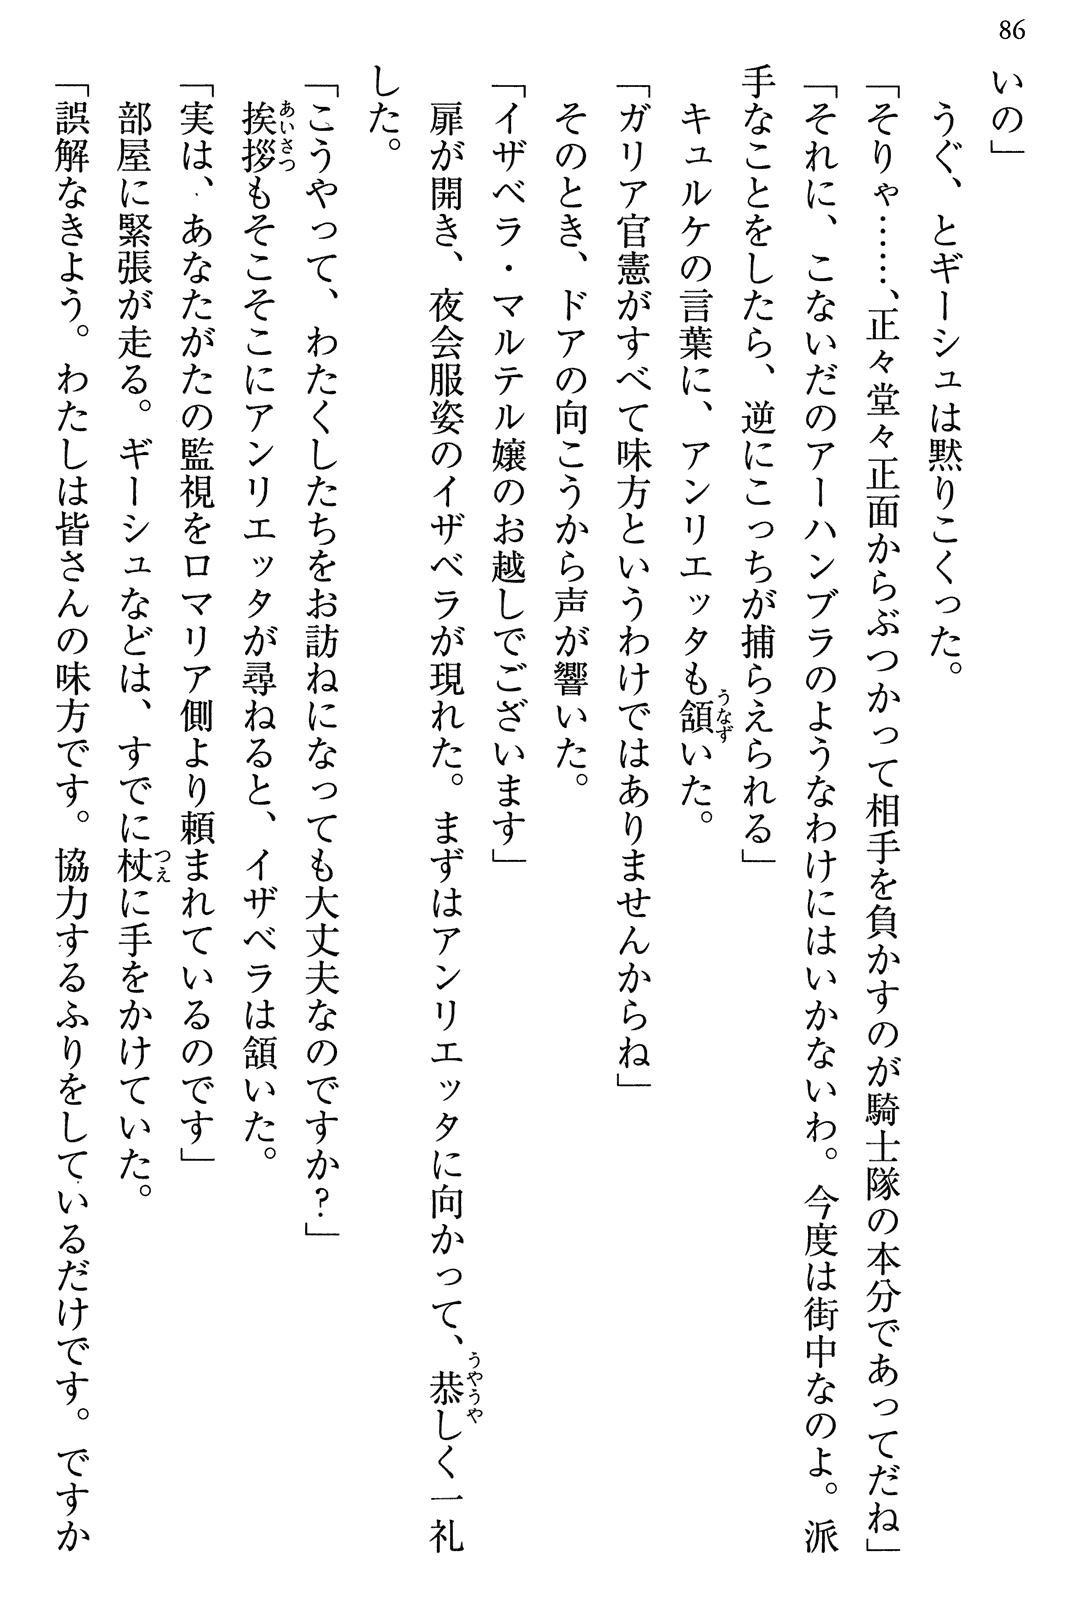 86
いの」
　うぐ、とギーシュは黙りこくった。
「そりゃ……、正々堂々正面からぶつかって相手を負かすのが騎士隊の本分であってだね」
「それに、こないだのアーハンブラのようなわけにはいかないわ。今度は街中なのよ。派
手なことをしたら、逆にこっちが捕らえられる」
　キュルケの言葉に、アンリエッタも頷いた。
うなず
「ガリア官憲がすべて味方というわけではありませんからね」
　そのとき、ドアの向こうから声が響いた。
「イザベラ・マルテル嬢のお越しでございます」
　扉が開き、夜会服姿のイザベラが現れた。まずはアンリエッタに向かって、恭しく一礼
うやうや
した。
「こうやって、わたくしたちをお訪ねになっても大丈夫なのですか？」
　挨拶もそこそこにアンリエッタが尋ねると、イザベラは頷いた。
あいさつ
「実は、あなたがたの監視をロマリア側より頼まれているのです」
　部屋に緊張が走る。ギーシュなどは、すでに杖に手をかけていた。
つえ
「誤解なきよう。わたしは皆さんの味方です。協力するふりをしているだけです。ですか